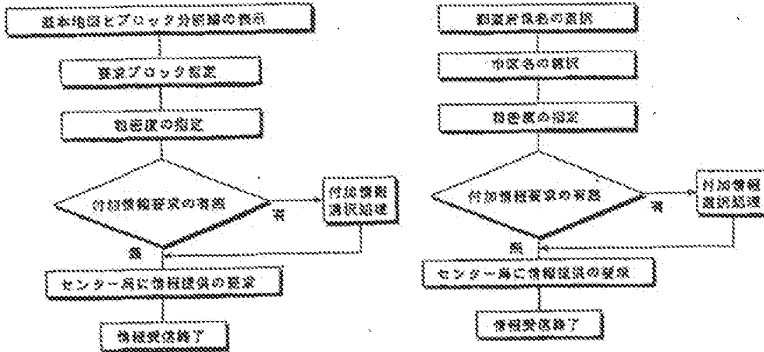 基本地図とブロック分割線の表示
要求ブロック指定
粗密度の指定
付加情報要求の有無
有
付加情報
選択処理
無
センター局に情報提供の要求
情報受信終了
都道府県名の選択
市区名の選択
粗密度の指定
付加情報要求の有無
有
付加情報
選択処理
無
センター局に情報提供の要求
情報受信終了